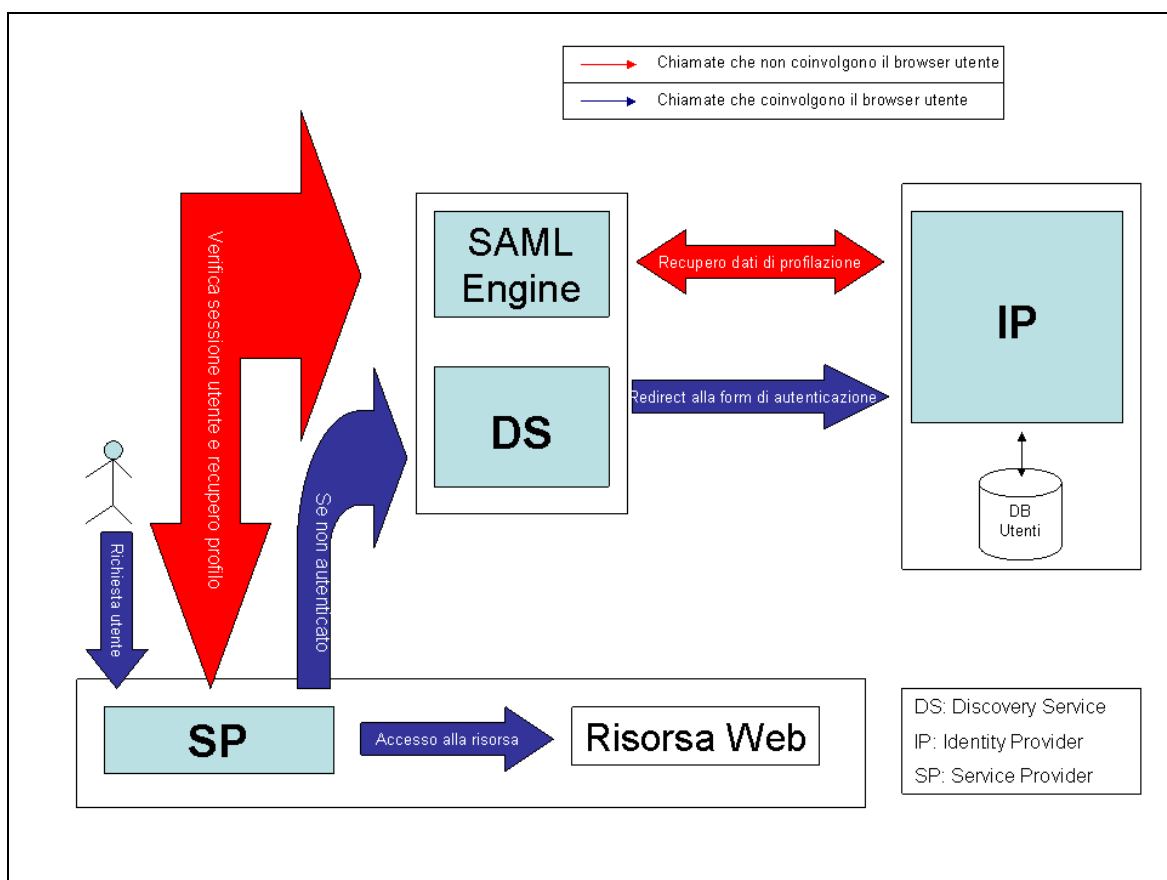 Chiamate che non coinvolgono il browser utente
Chiamate che coinvolgono il browser utente
Verifica sessione utente e recupero profilo
SAML
Engine
DS
Recupero dati di profilazione
Redirect alla form di autenticazione
IP
DB
Utenti
Richiesta utente
Se non autenticato
SP
Accesso alla risorsa
Risorsa Web
DS: Discovery Service
IP: Identity Provider
SP: Service Provider